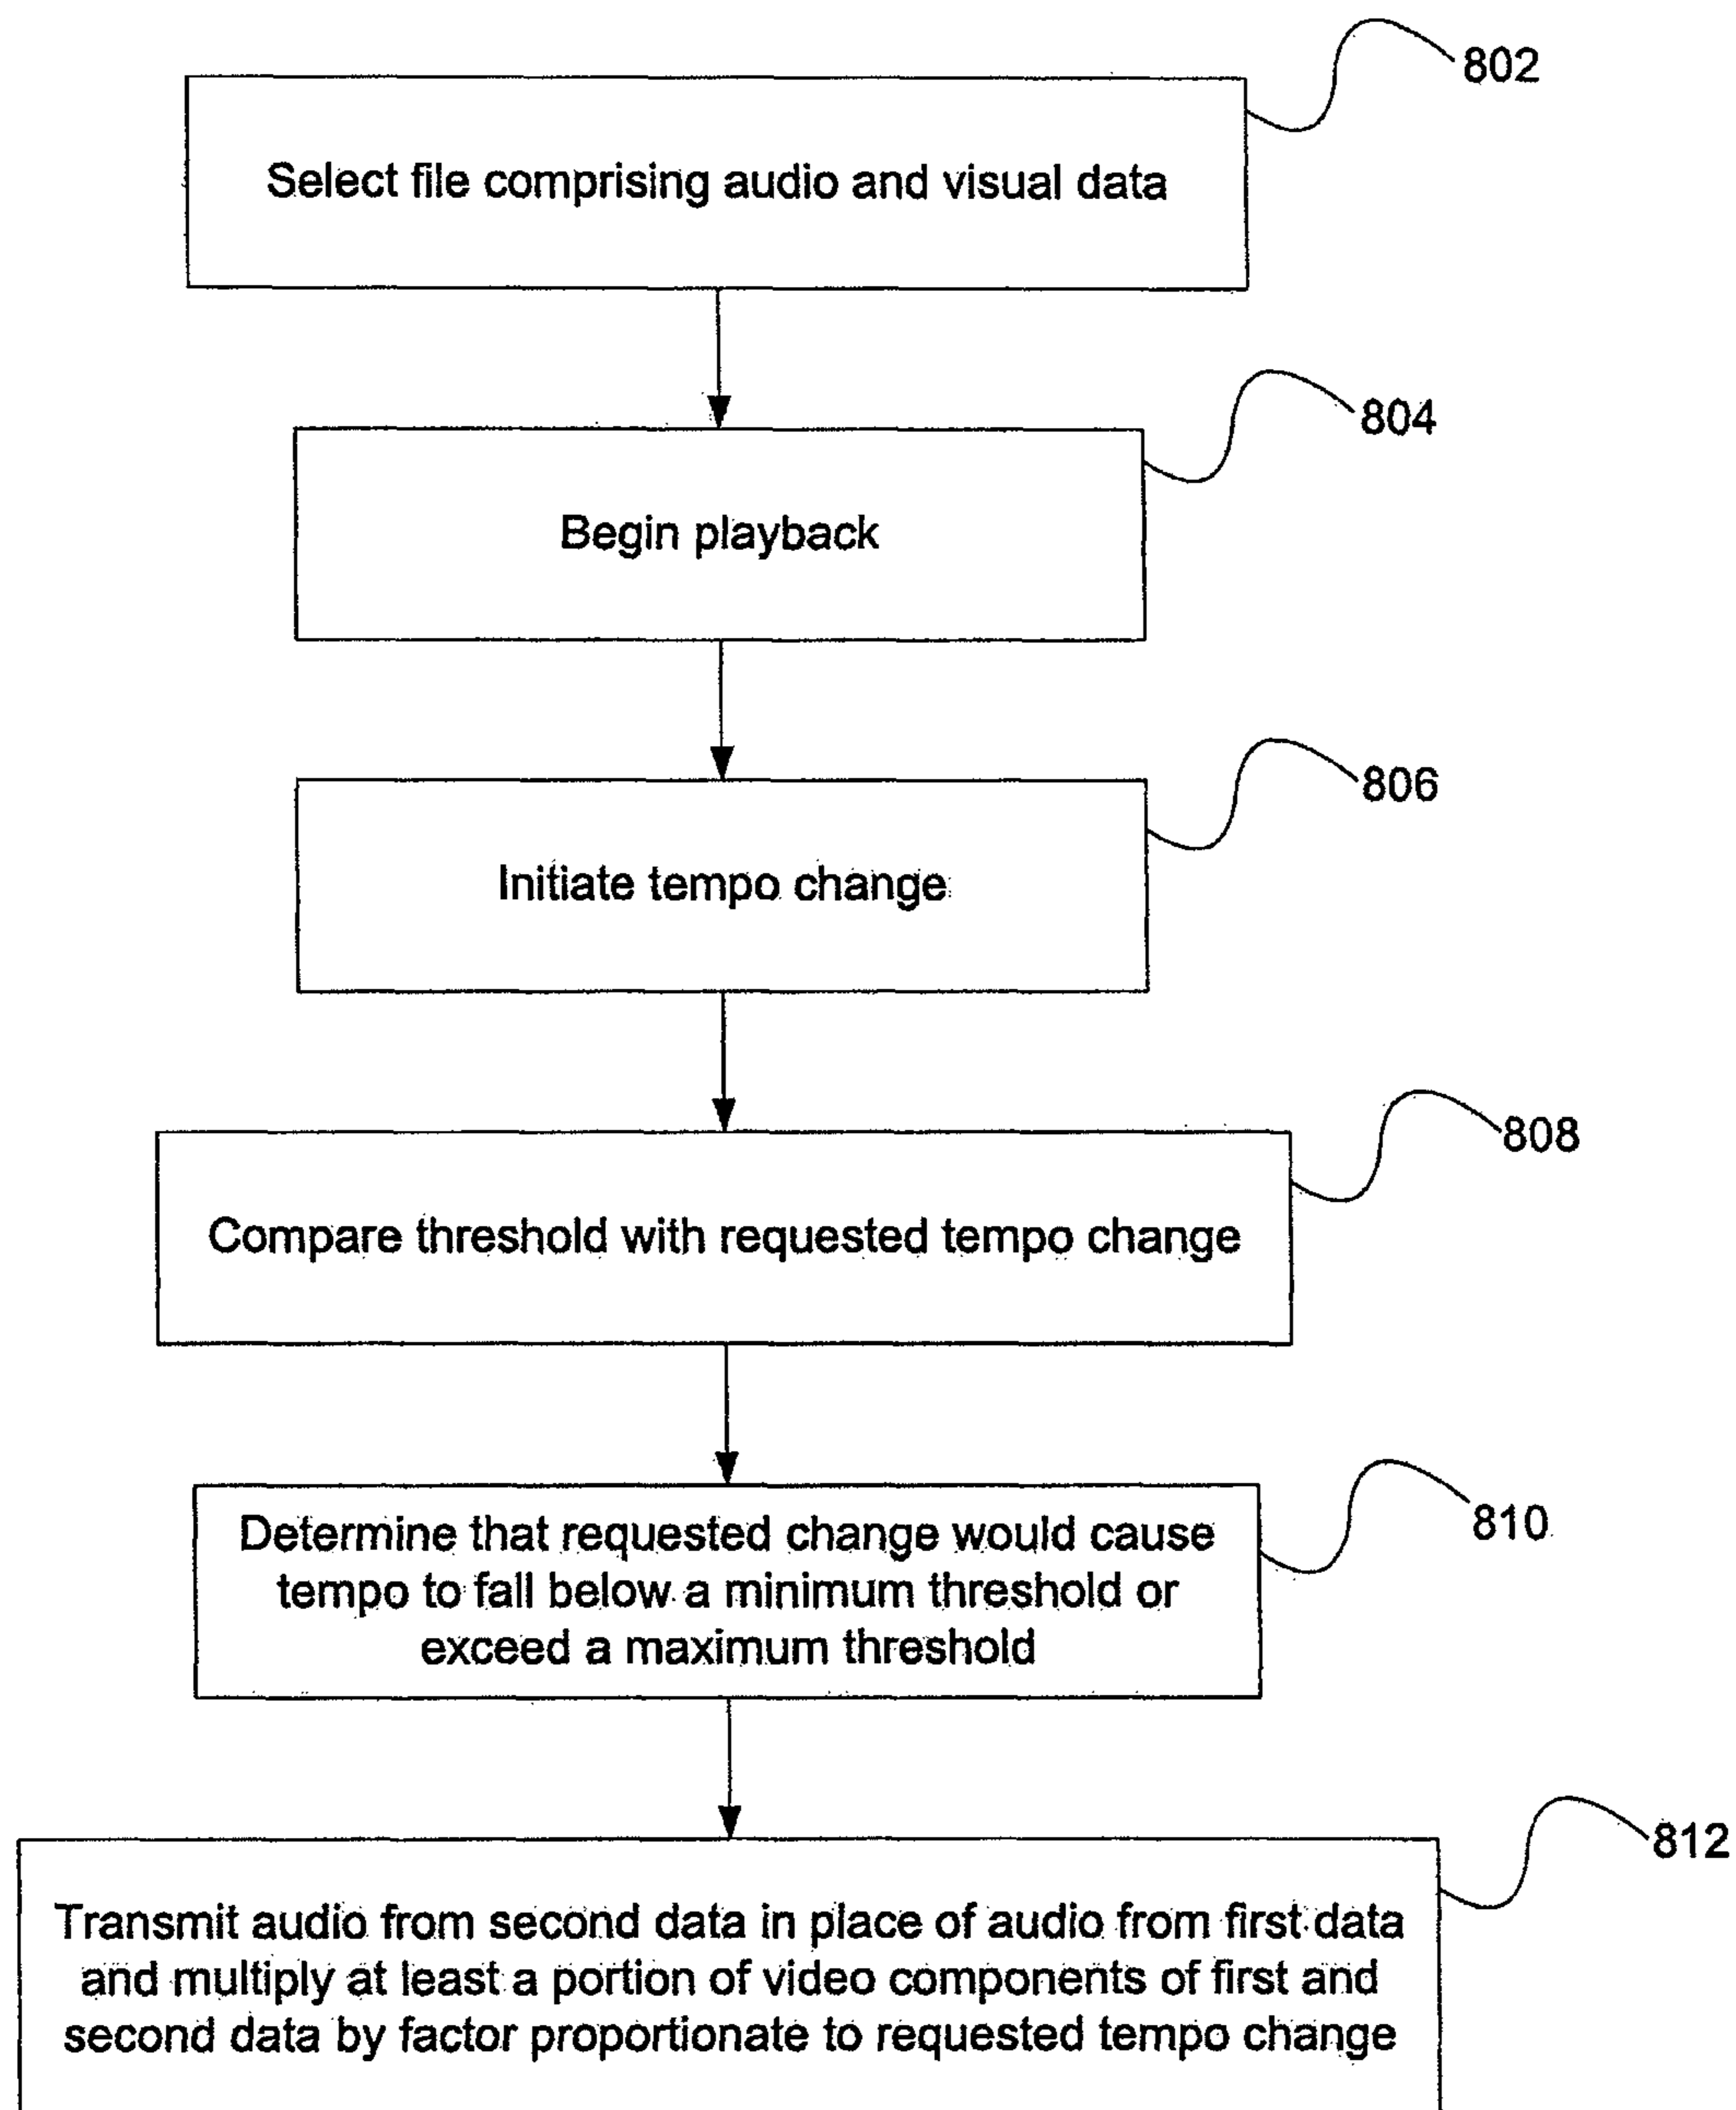 802
Select file comprising audio and visual data
804
Begin playback
806
Initiate tempo change
808
Compare threshold with requested tempo change
810
Determine that requested change would cause
tempo to fall below a minimum threshold or
exceed a maximum threshold
812
Transmit audio from second data in place of audio from first data
and multiply at least a portion of video components of first and
second data by factor proportionate to requested tempo change